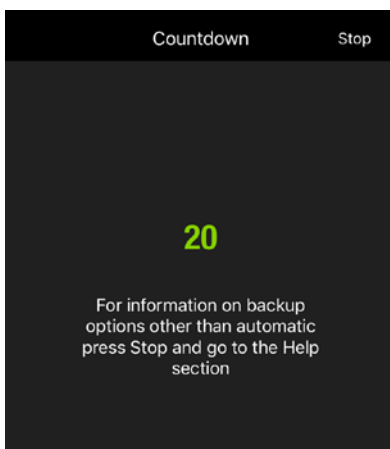 Countdown Stop
20
For information on backup
options other than automatic
press Stop and go to the Help
section